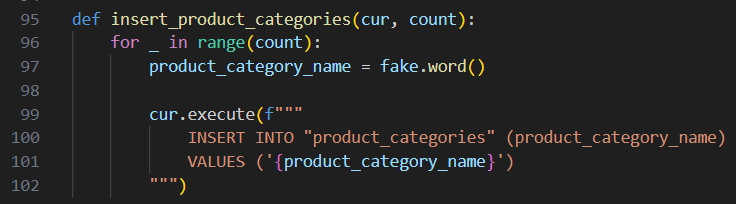 95 def insert_product_categories(cur, count):
96     for _ in range(count):
97         product_category_name = fake.word()
98
99         cur.execute(f"""
100             INSERT INTO "product_categories" (product_category_name)
101             VALUES ('{product_category_name}')
102         """)